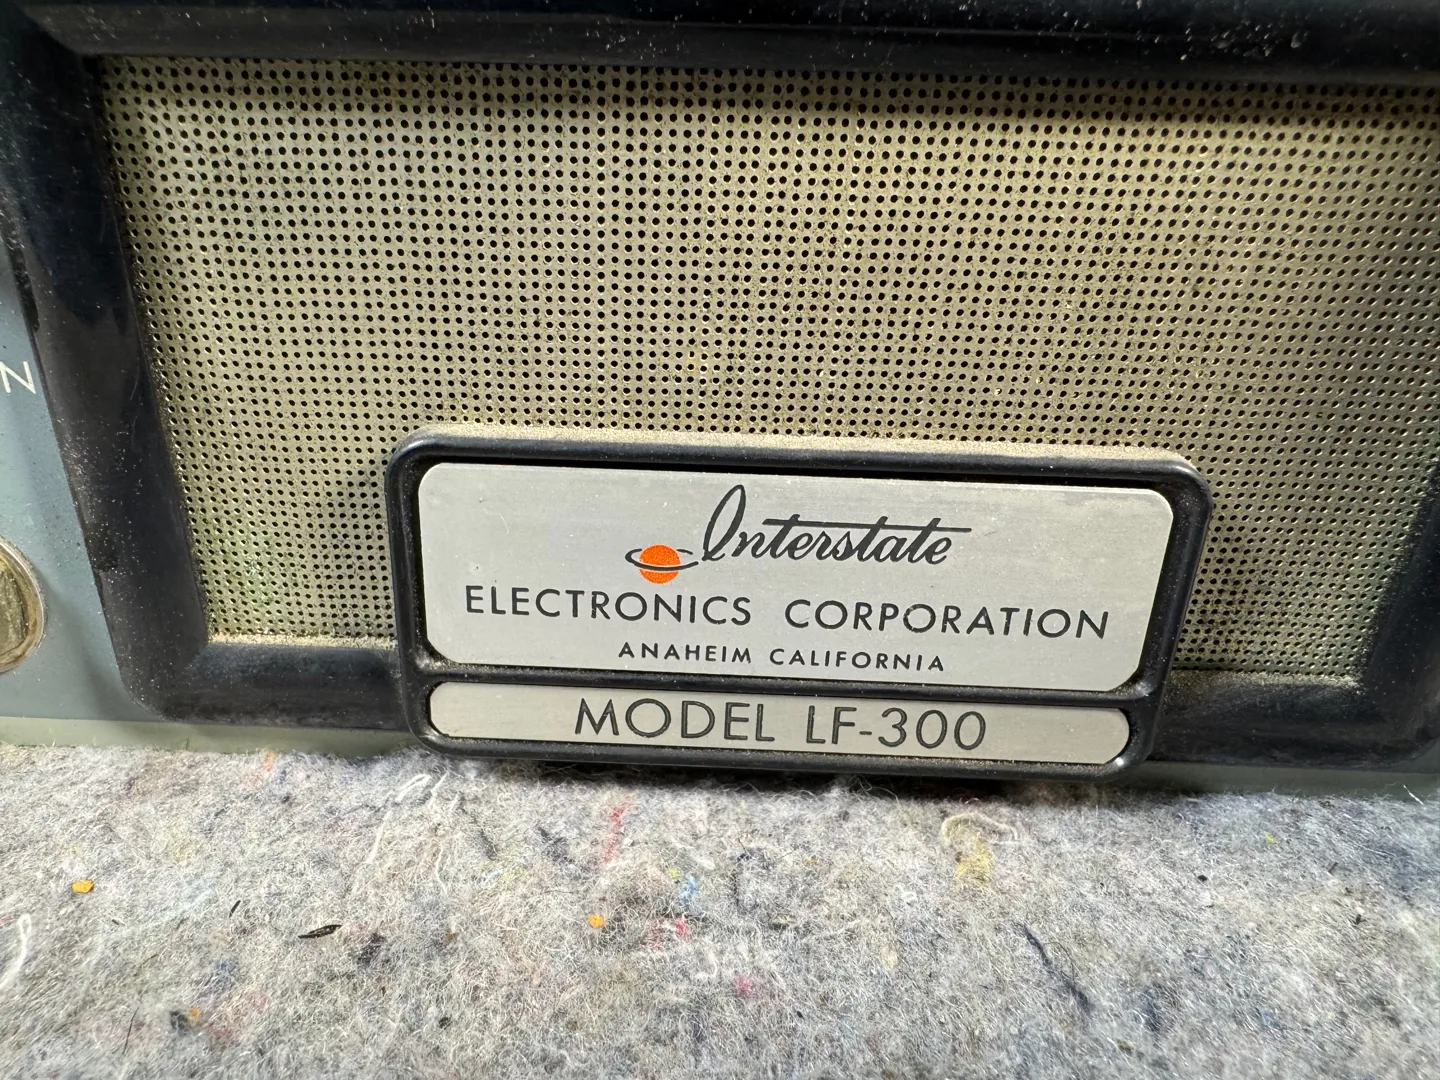 N
Interstate
ELECTRONICS CORPORATION
ANAHEIM CALIFORNIA
MODEL LF-300